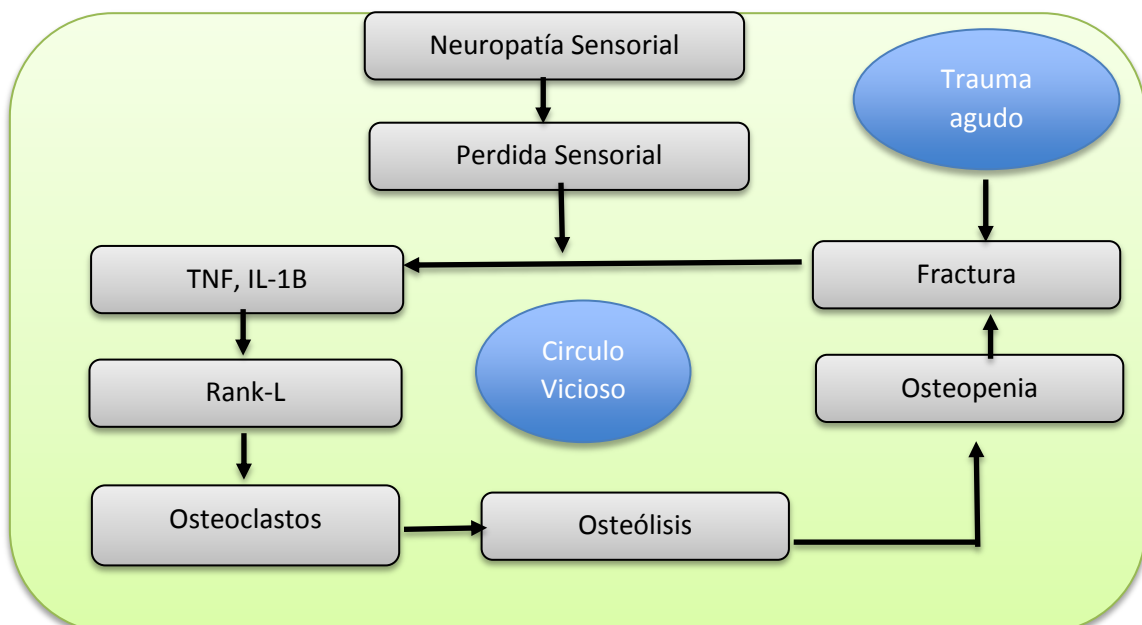 Neuropatía Sensorial
Trauma
agudo
Perdida Sensorial
TNF, IL-1B
Fractura
Circulo
Vicioso
Rank-L
Osteopenia
Osteoclastos
Osteólisis